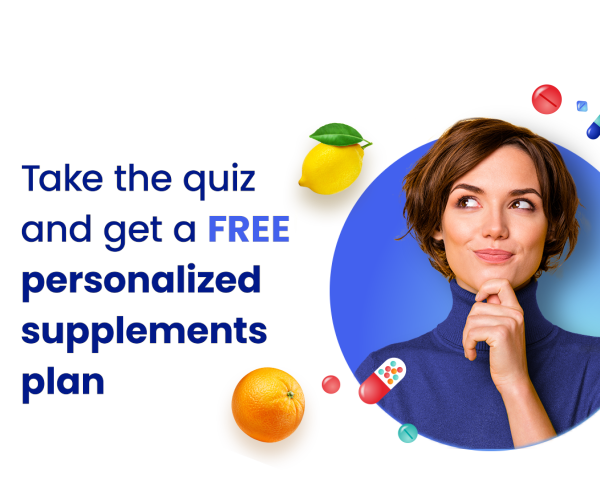 Take the quiz
and get a FREE
personalized
supplements
plan